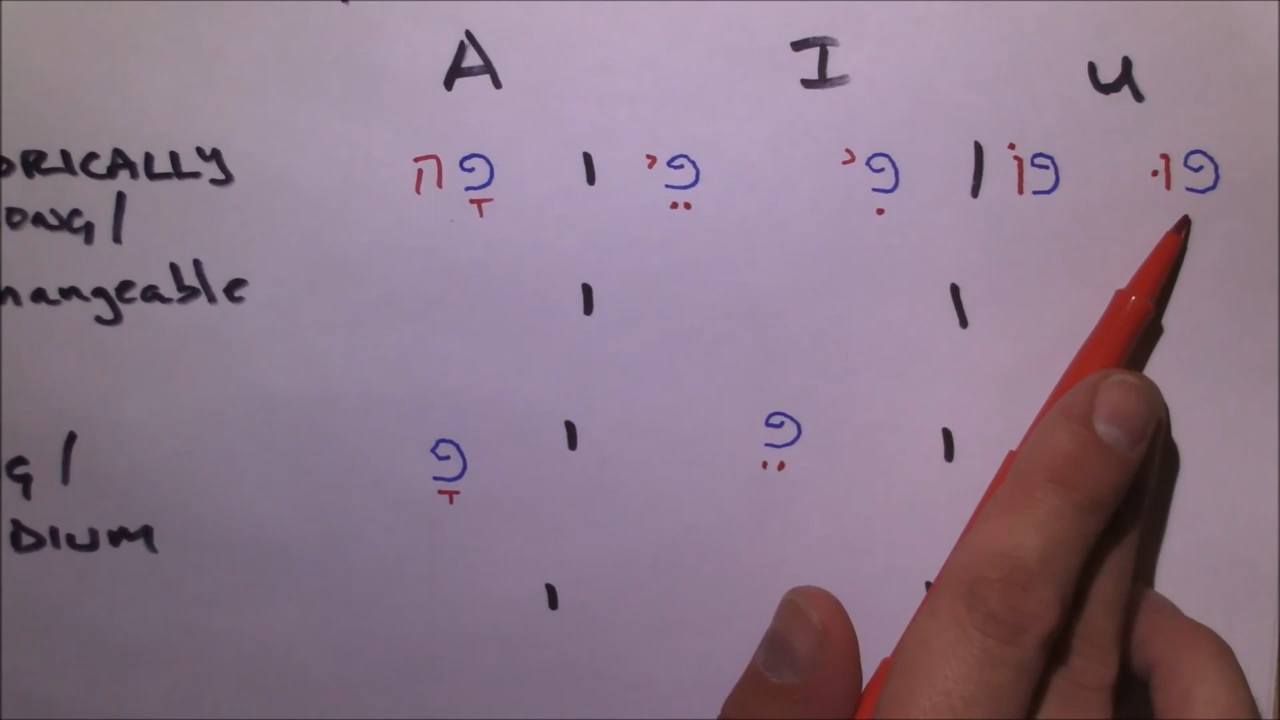 A I u
ORICALLY פָה | פֵי פִי | פוֹ פוּ
ong /
hangeable | |
g / פָ | פֵ |
DIUM
| |